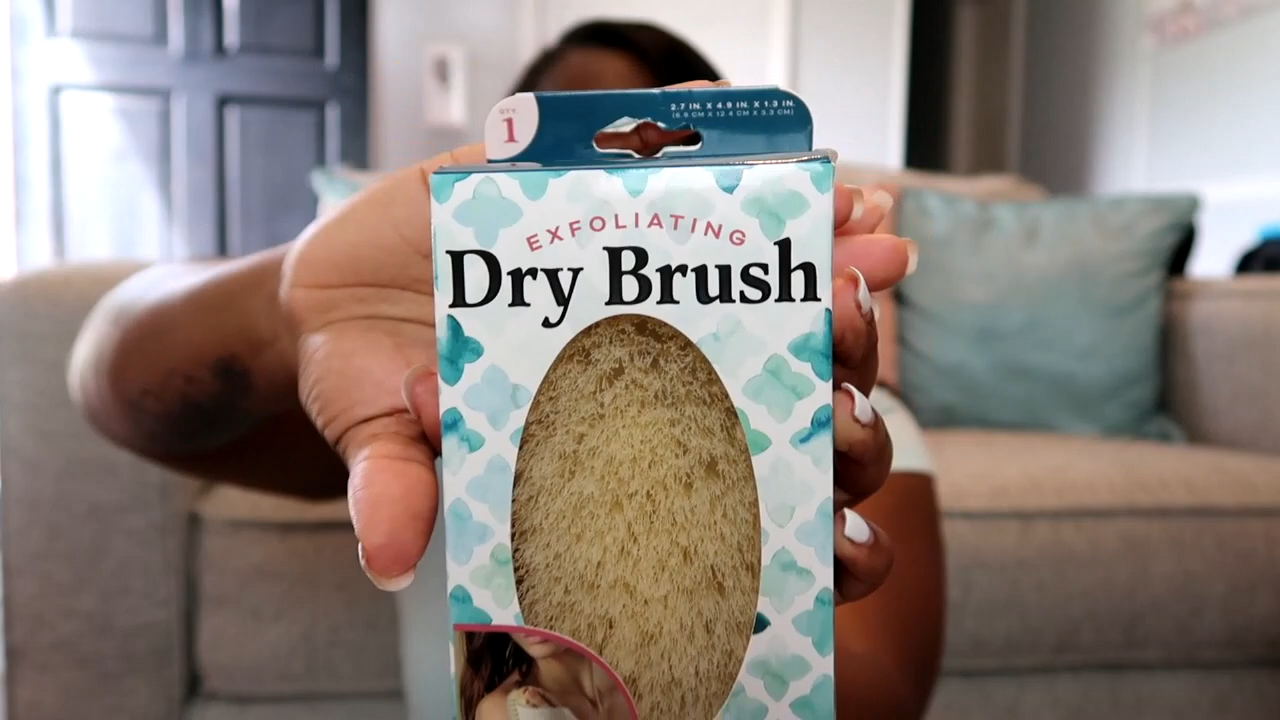 QTY.
1
2.7 IN. X 4.9 IN. X 1.3 IN.
(6.9 CM X 12.4 CM X 3.3 CM)
EXFOLIATING
Dry Brush